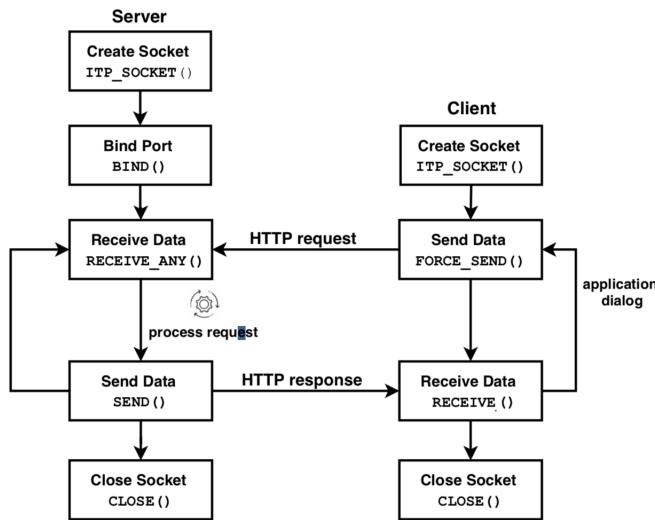 Server
Create Socket
ITP_SOCKET()
Bind Port
BIND()
Receive Data
RECEIVE_ANY()
process request
Send Data
SEND()
Close Socket
CLOSE()
HTTP request
HTTP response
Client
Create Socket
ITP_SOCKET()
Send Data
FORCE_SEND()
Receive Data
RECEIVE()
Close Socket
CLOSE()
application
dialog